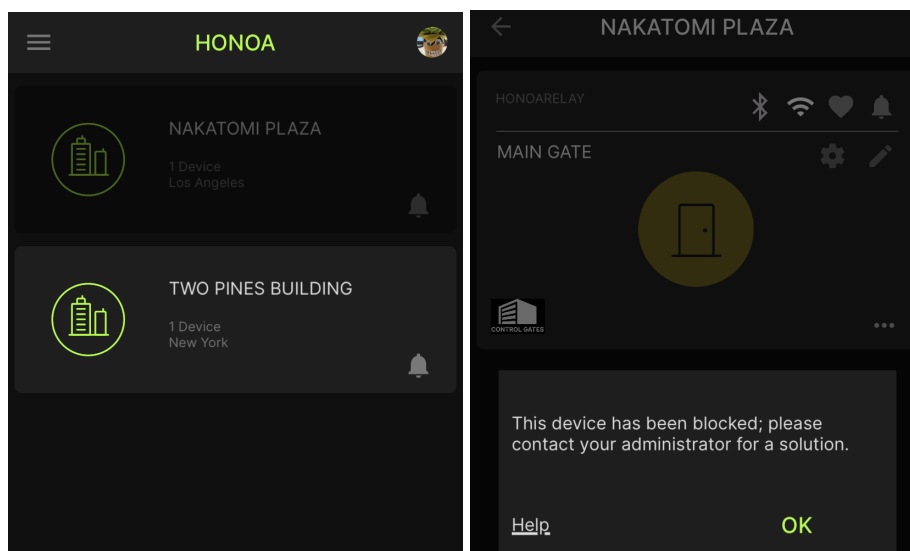 HONOA
NAKATOMI PLAZA
1 Device
Los Angeles
TWO PINES BUILDING
1 Device
New York
NAKATOMI PLAZA
HONOARELAY
MAIN GATE
CONTROL GATES
This device has been blocked; please
contact your administrator for a solution.
Help
OK